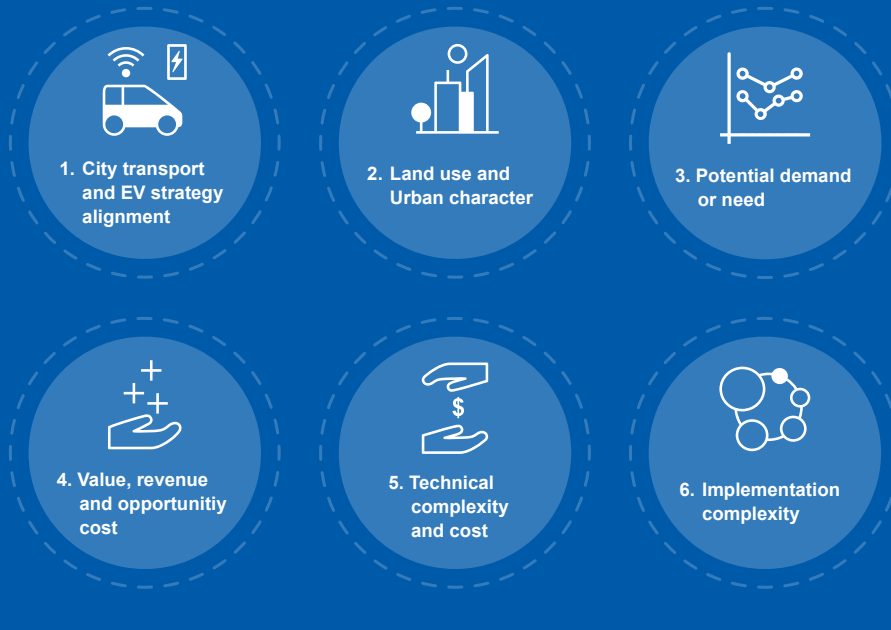 1. City transport
and EV strategy
alignment
2. Land use and
Urban character
3. Potential demand
or need
4. Value, revenue
and opportunitiy
cost
$
5. Technical
complexity
and cost
6. Implementation
complexity